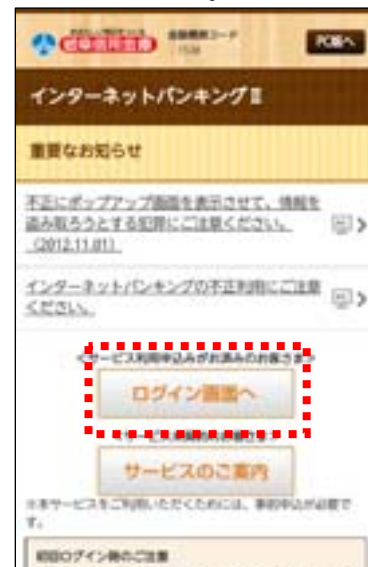 岐阜信用金庫
金融機関コード
1530
PC版へ
インターネットバンキングⅡ
重要なお知らせ
不正にポップアップ画面を表示させて、情報を
盗み取ろうとする犯罪にご注意ください。
(2012.11.01)
インターネットバンキングの不正利用にご注意
ください。
<サービス利用申込みがお済みのお客さま>
ログイン画面へ
サービスのご案内
※本サービスをご利用いただくためには、事前申込が必要で
す。
初回ログイン時のご注意